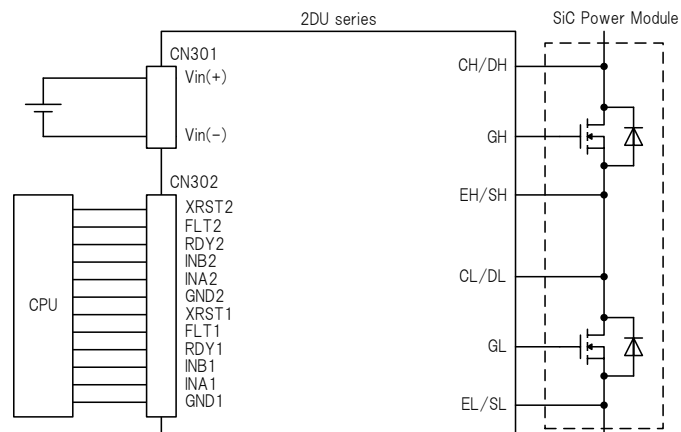 2DU series
SiC Power Module
CN301
Vin(+)
Vin(-)
CN302
XRST2
FLT2
RDY2
INB2
INA2
GND2
XRST1
FLT1
RDY1
INB1
INA1
GND1
CPU
CH/DH
GH
EH/SH
CL/DL
GL
EL/SL